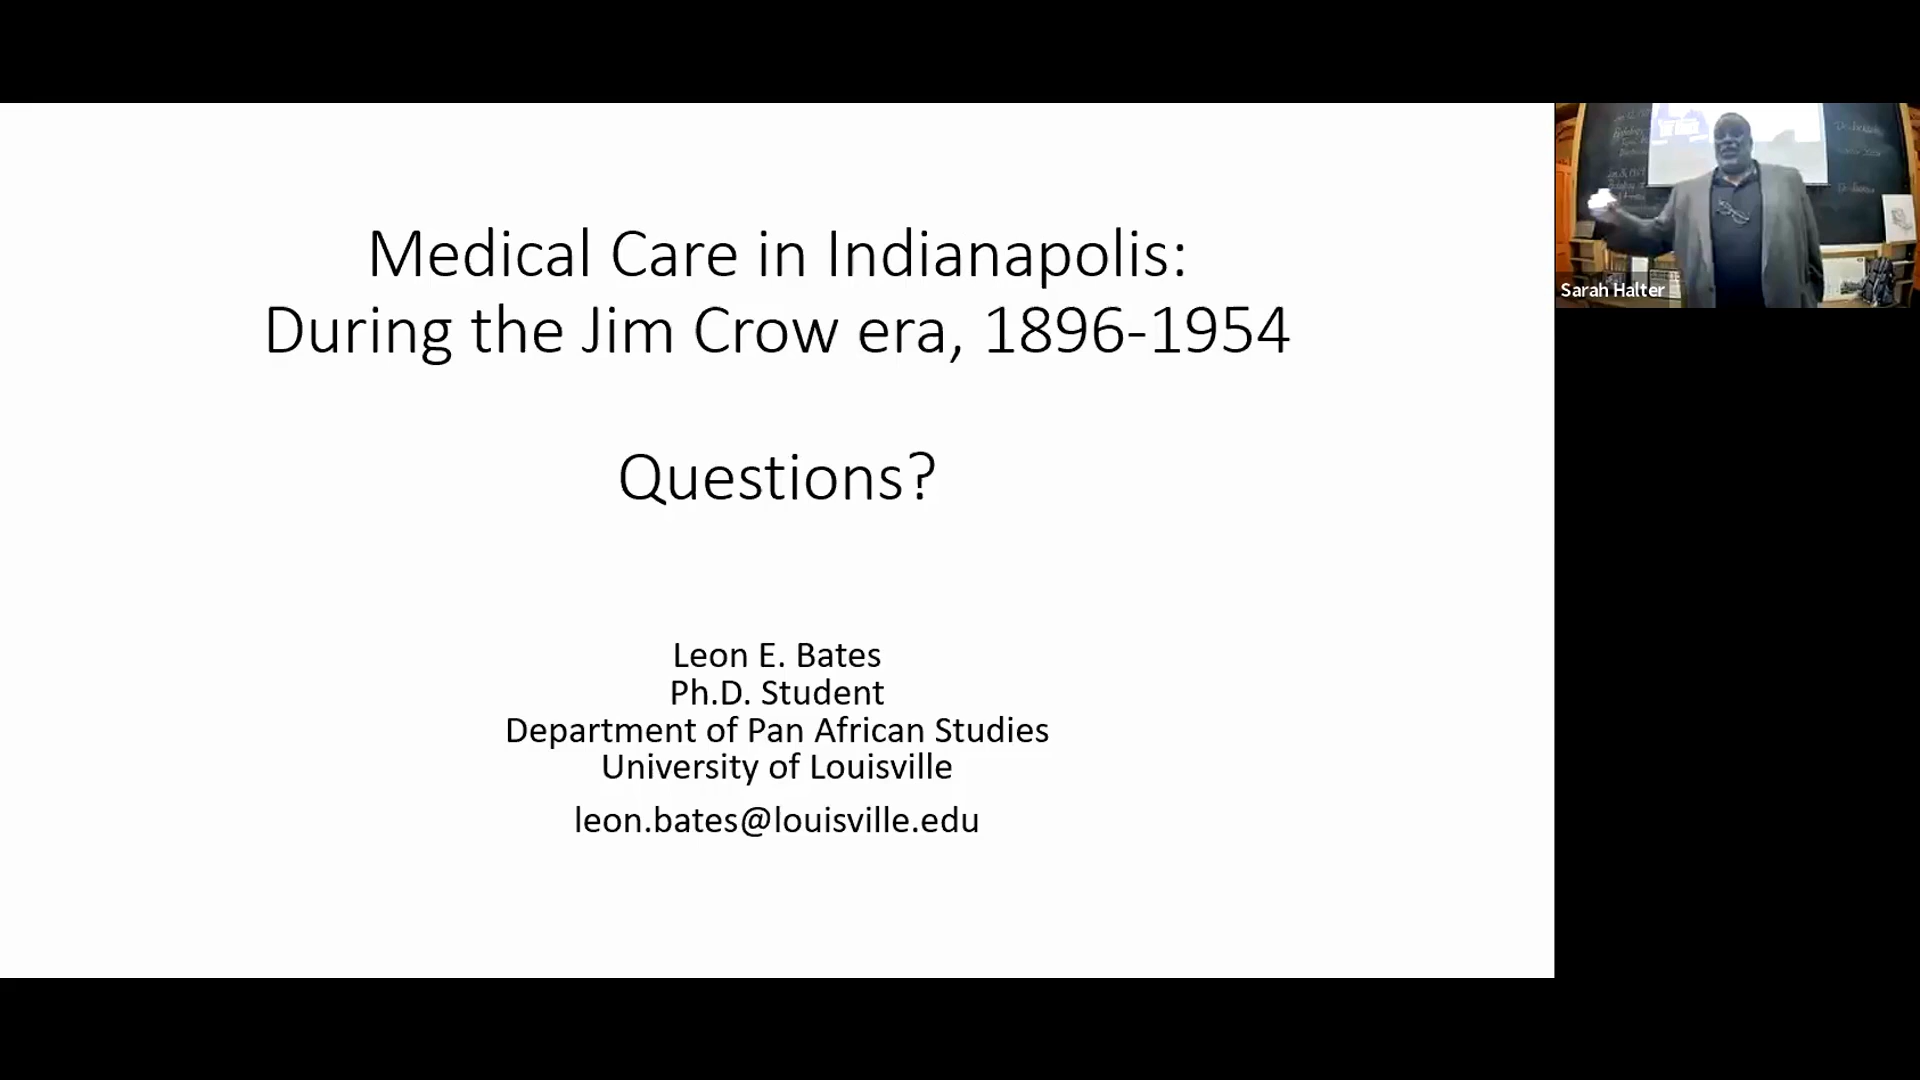 Medical Care in Indianapolis:
During the Jim Crow era, 1896-1954
Questions?
Leon E. Bates
Ph.D. Student
Department of Pan African Studies
University of Louisville
leon.bates@louisville.edu
Sarah Halter